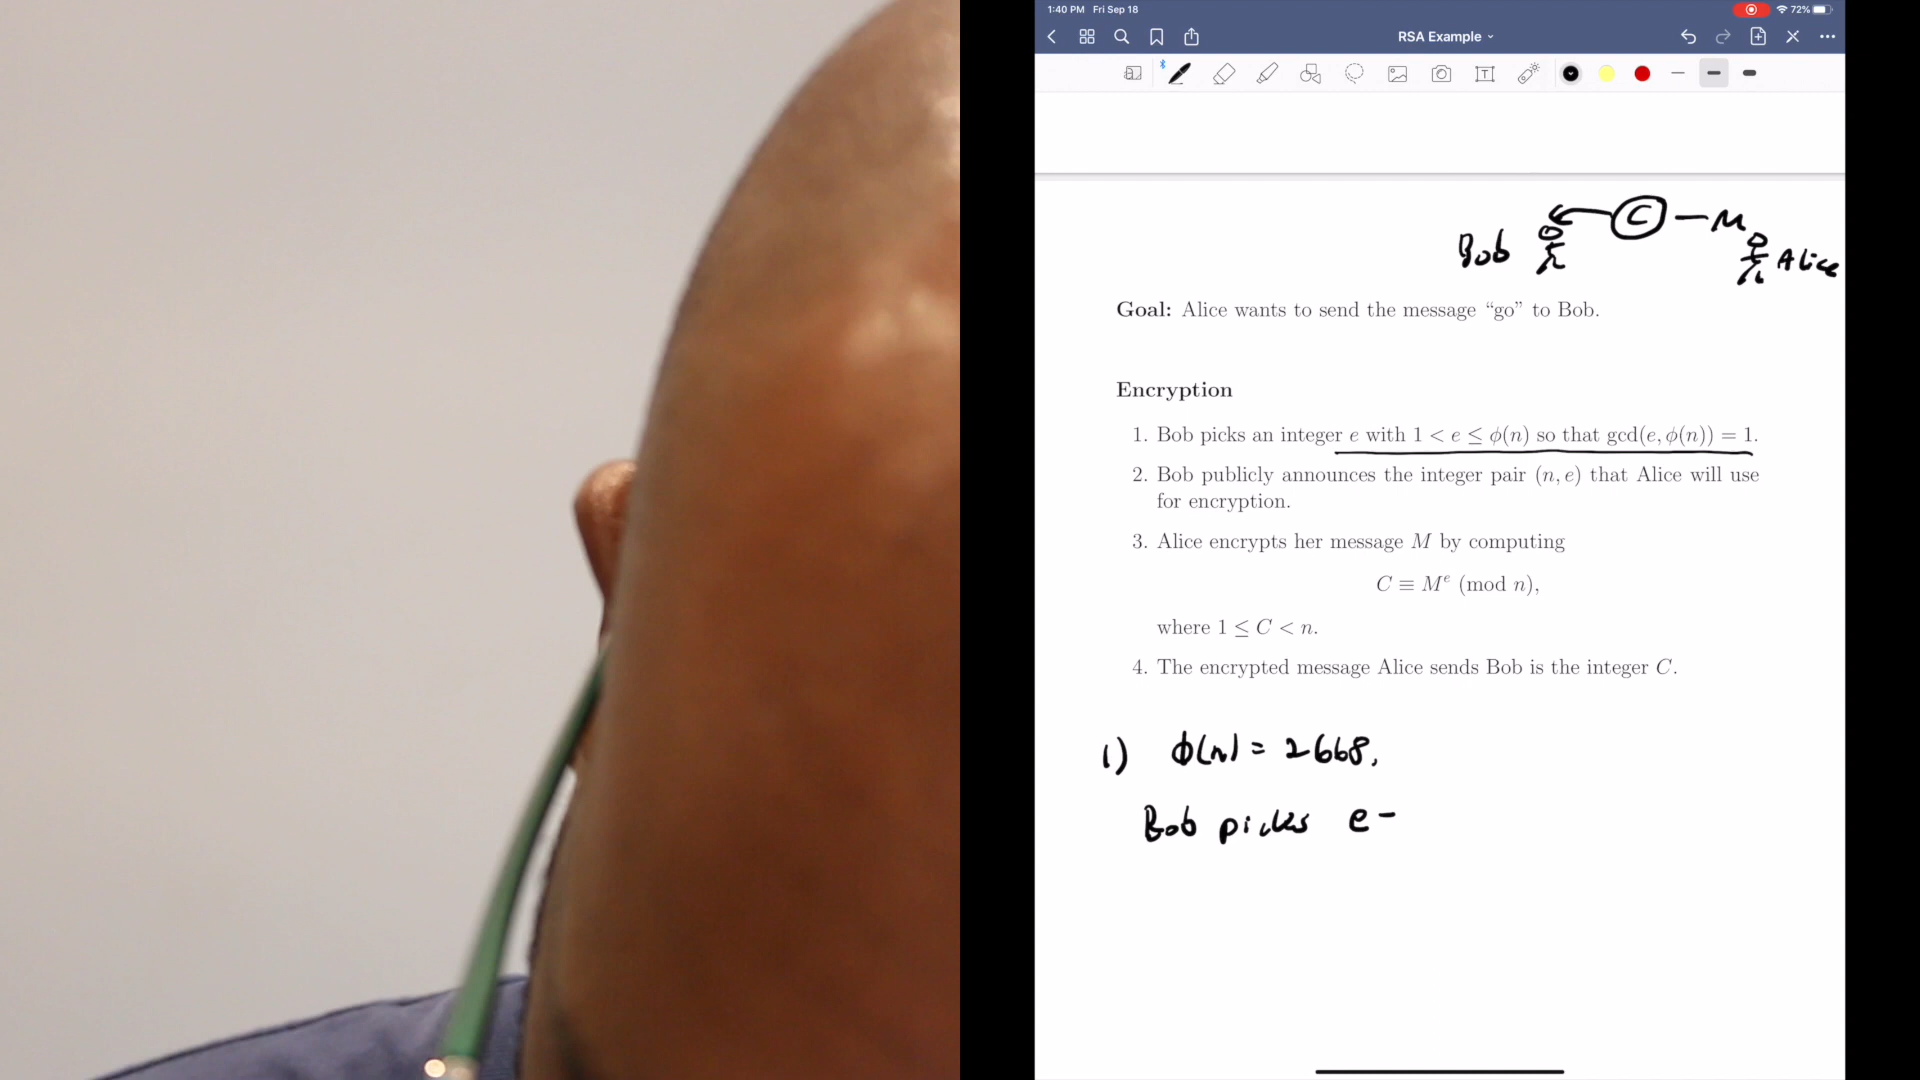 1:40 PM Fri Sep 18
72%
RSA Example
Bob C — M Alice
Goal: Alice wants to send the message “go” to Bob.
Encryption
1. Bob picks an integer e with 1 < e ≤ ϕ(n) so that gcd(e, ϕ(n)) = 1.
2. Bob publicly announces the integer pair (n, e) that Alice will use
for encryption.
3. Alice encrypts her message M by computing
C ≡ Mᵉ (mod n),
where 1 ≤ C < n.
4. The encrypted message Alice sends Bob is the integer C.
1) ϕ(n) = 2668.
Bob picks e -